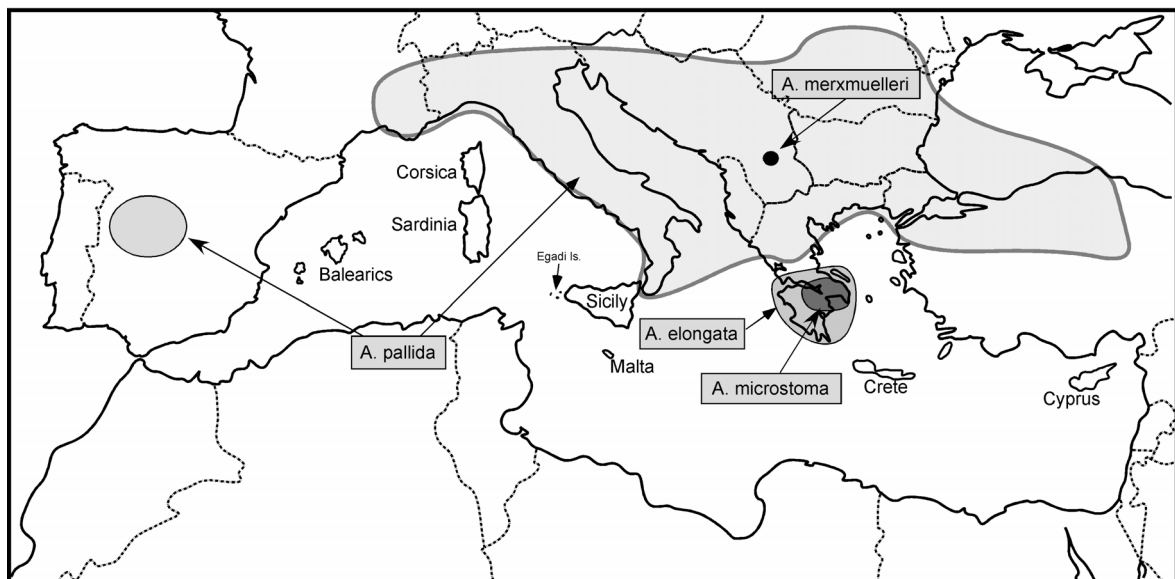 A. merxmuelleri
Corsica
Sardinia
Balearics
Egadi Is.
Sicily
A. pallida
A. elongata
Malta
A. microstoma
Crete
Cyprus